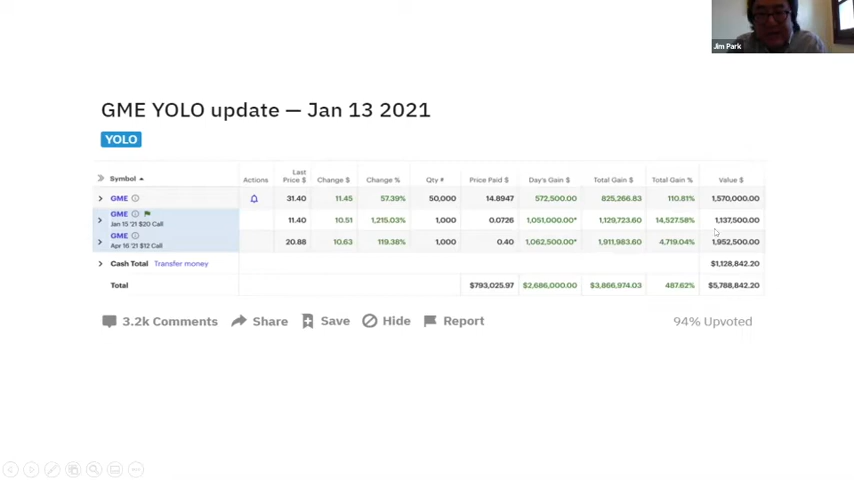 Jim Park
GME YOLO update — Jan 13 2021
YOLO
Symbol Actions Last Price $ Change $ Change % Qty # Price Paid $ Day's Gain $ Total Gain $ Total Gain % Value $
GME 31.40 11.45 57.39% 50,000 14.8947 572,500.00 825,266.83 110.81% 1,570,000.00
GME
Jan 15 '21 $20 Call 11.40 10.51 1,215.03% 1,000 0.0726 1,051,000.00* 1,129,723.60 14,527.58% 1,137,500.00
GME
Apr 16 '21 $12 Call 20.88 10.63 119.38% 1,000 0.40 1,062,500.00* 1,911,983.60 4,719.04% 1,952,500.00
Cash Total Transfer money $1,128,842.20
Total $793,025.97 $2,686,000.00 $3,866,974.03 487.62% $5,788,842.20
3.2k Comments Share Save Hide Report 94% Upvoted